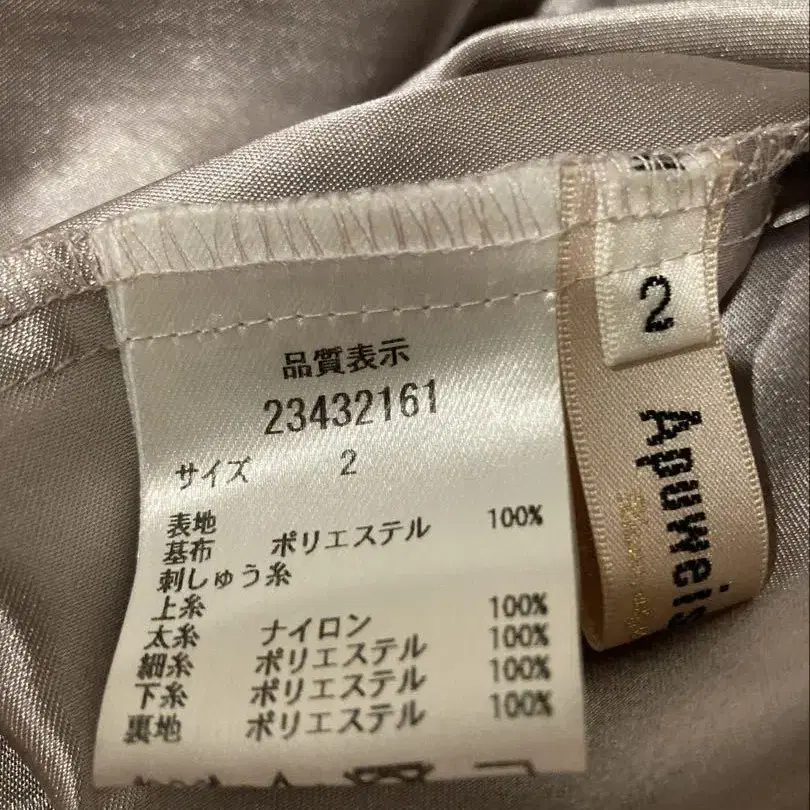 品質表示
23432161
サイズ 2
表地
基布 ポリエステル 100%
刺しゅう糸
上糸
太糸 ナイロン 100%
細糸 ポリエステル 100%
下糸 ポリエステル 100%
裏地 ポリエステル 100%
2
Apuweis